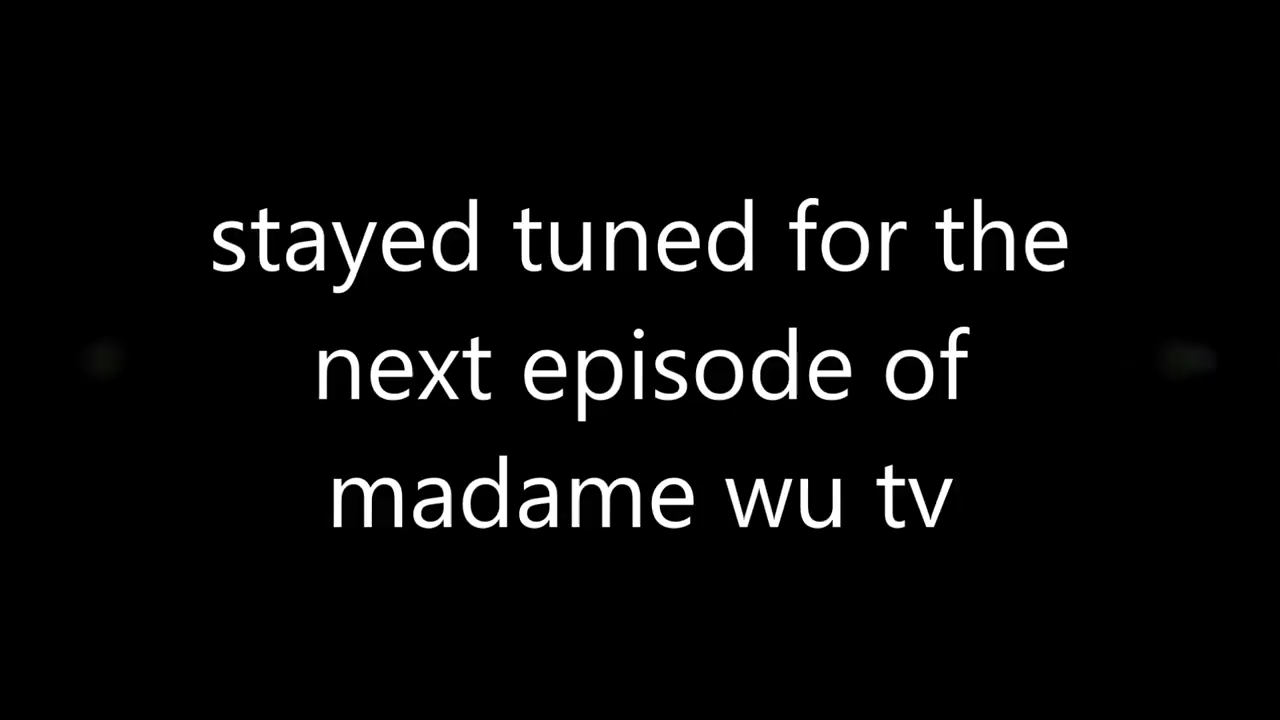 stayed tuned for the
next episode of
madame wu tv